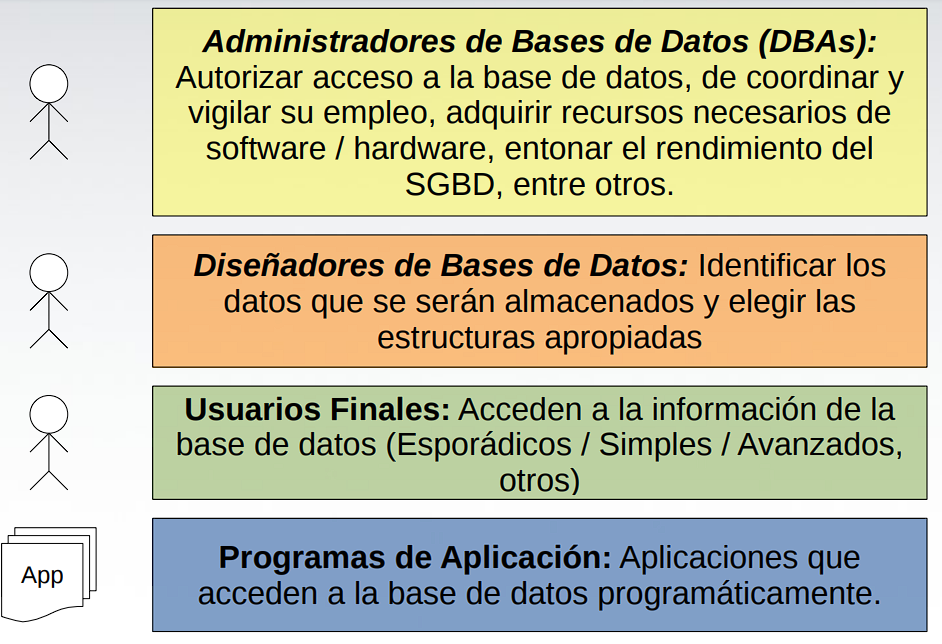 Administradores de Bases de Datos (DBAs):
Autorizar acceso a la base de datos, de coordinar y
vigilar su empleo, adquirir recursos necesarios de
software / hardware, entonar el rendimiento del
SGBD, entre otros.
Diseñadores de Bases de Datos: Identificar los
datos que se serán almacenados y elegir las
estructuras apropiadas
Usuarios Finales: Acceden a la información de la
base de datos (Esporádicos / Simples / Avanzados,
otros)
App
Programas de Aplicación: Aplicaciones que
acceden a la base de datos programáticamente.